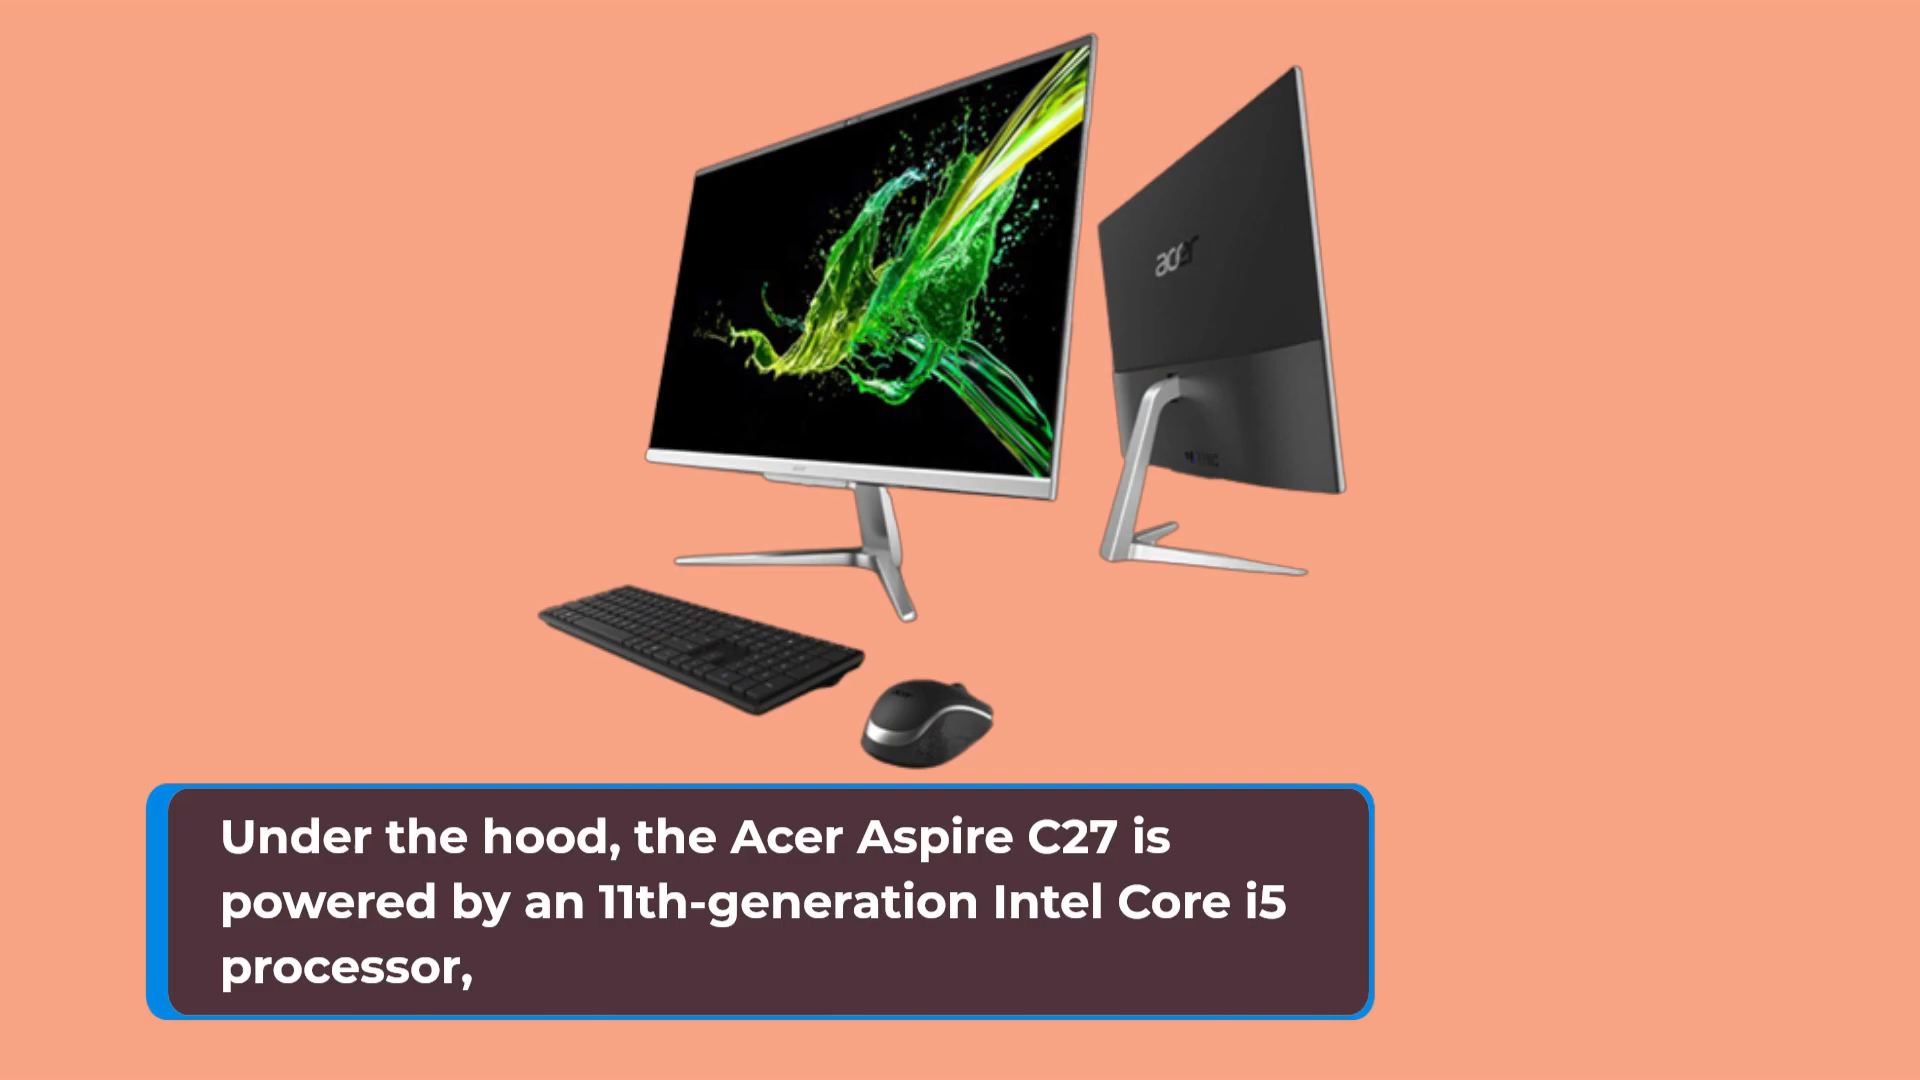 acer
Under the hood, the Acer Aspire C27 is
powered by an 11th-generation Intel Core i5
processor,